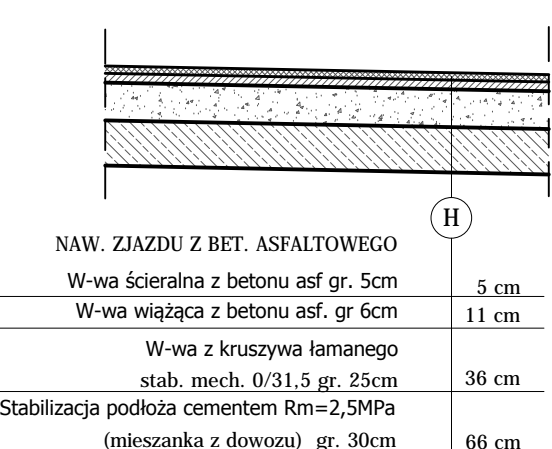 H
NAW. ZJAZDU Z BET. ASFALTOWEGO
W-wa ścieralna z betonu asf gr. 5cm 5 cm
W-wa wiążąca z betonu asf. gr 6cm 11 cm
W-wa z kruszywa łamanego
stab. mech. 0/31,5 gr. 25cm 36 cm
Stabilizacja podłoża cementem Rm=2,5MPa
(mieszanka z dowozu) gr. 30cm 66 cm